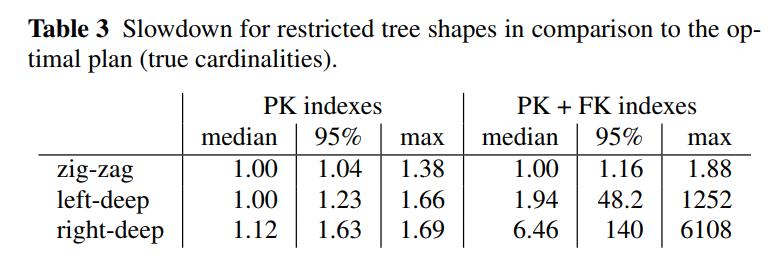 Table 3 Slowdown for restricted tree shapes in comparison to the op-
timal plan (true cardinalities).
PK indexes PK + FK indexes
median 95% max median 95% max
zig-zag 1.00 1.04 1.38 1.00 1.16 1.88
left-deep 1.00 1.23 1.66 1.94 48.2 1252
right-deep 1.12 1.63 1.69 6.46 140 6108